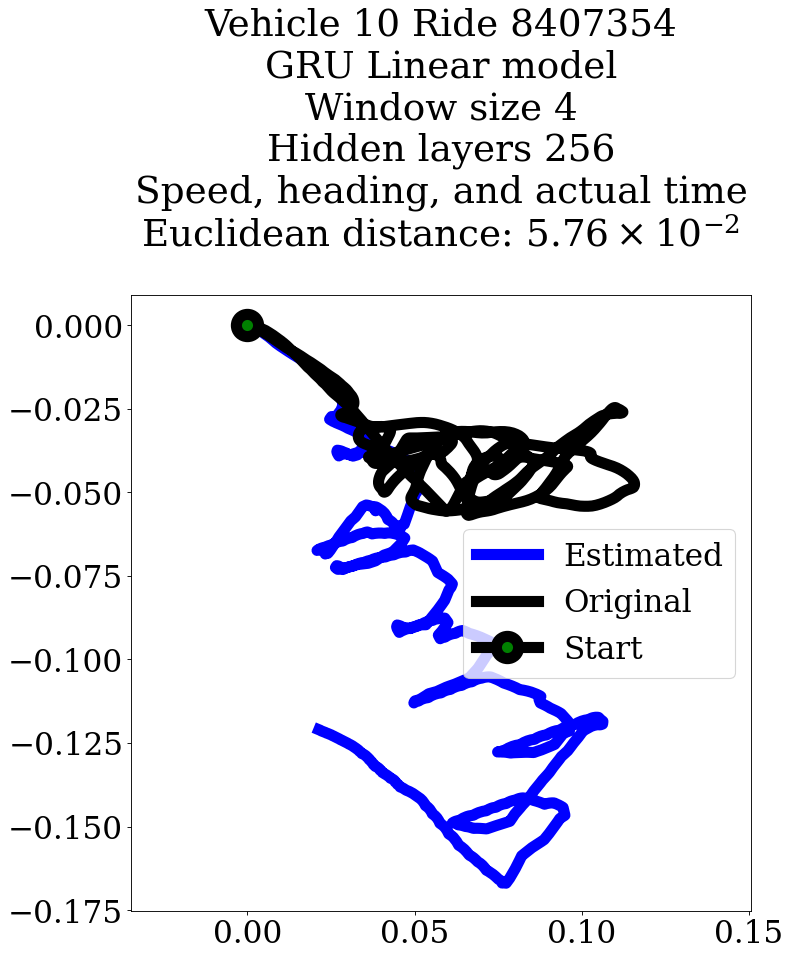 Vehicle 10 Ride 8407354
GRU Linear model
Window size 4
Hidden layers 256
Speed, heading, and actual time
Euclidean distance: 5.76 × 10⁻²
0.000
−0.025
−0.050
−0.075
−0.100
−0.125
−0.150
−0.175
Estimated
Original
Start
0.00 0.05 0.10 0.15